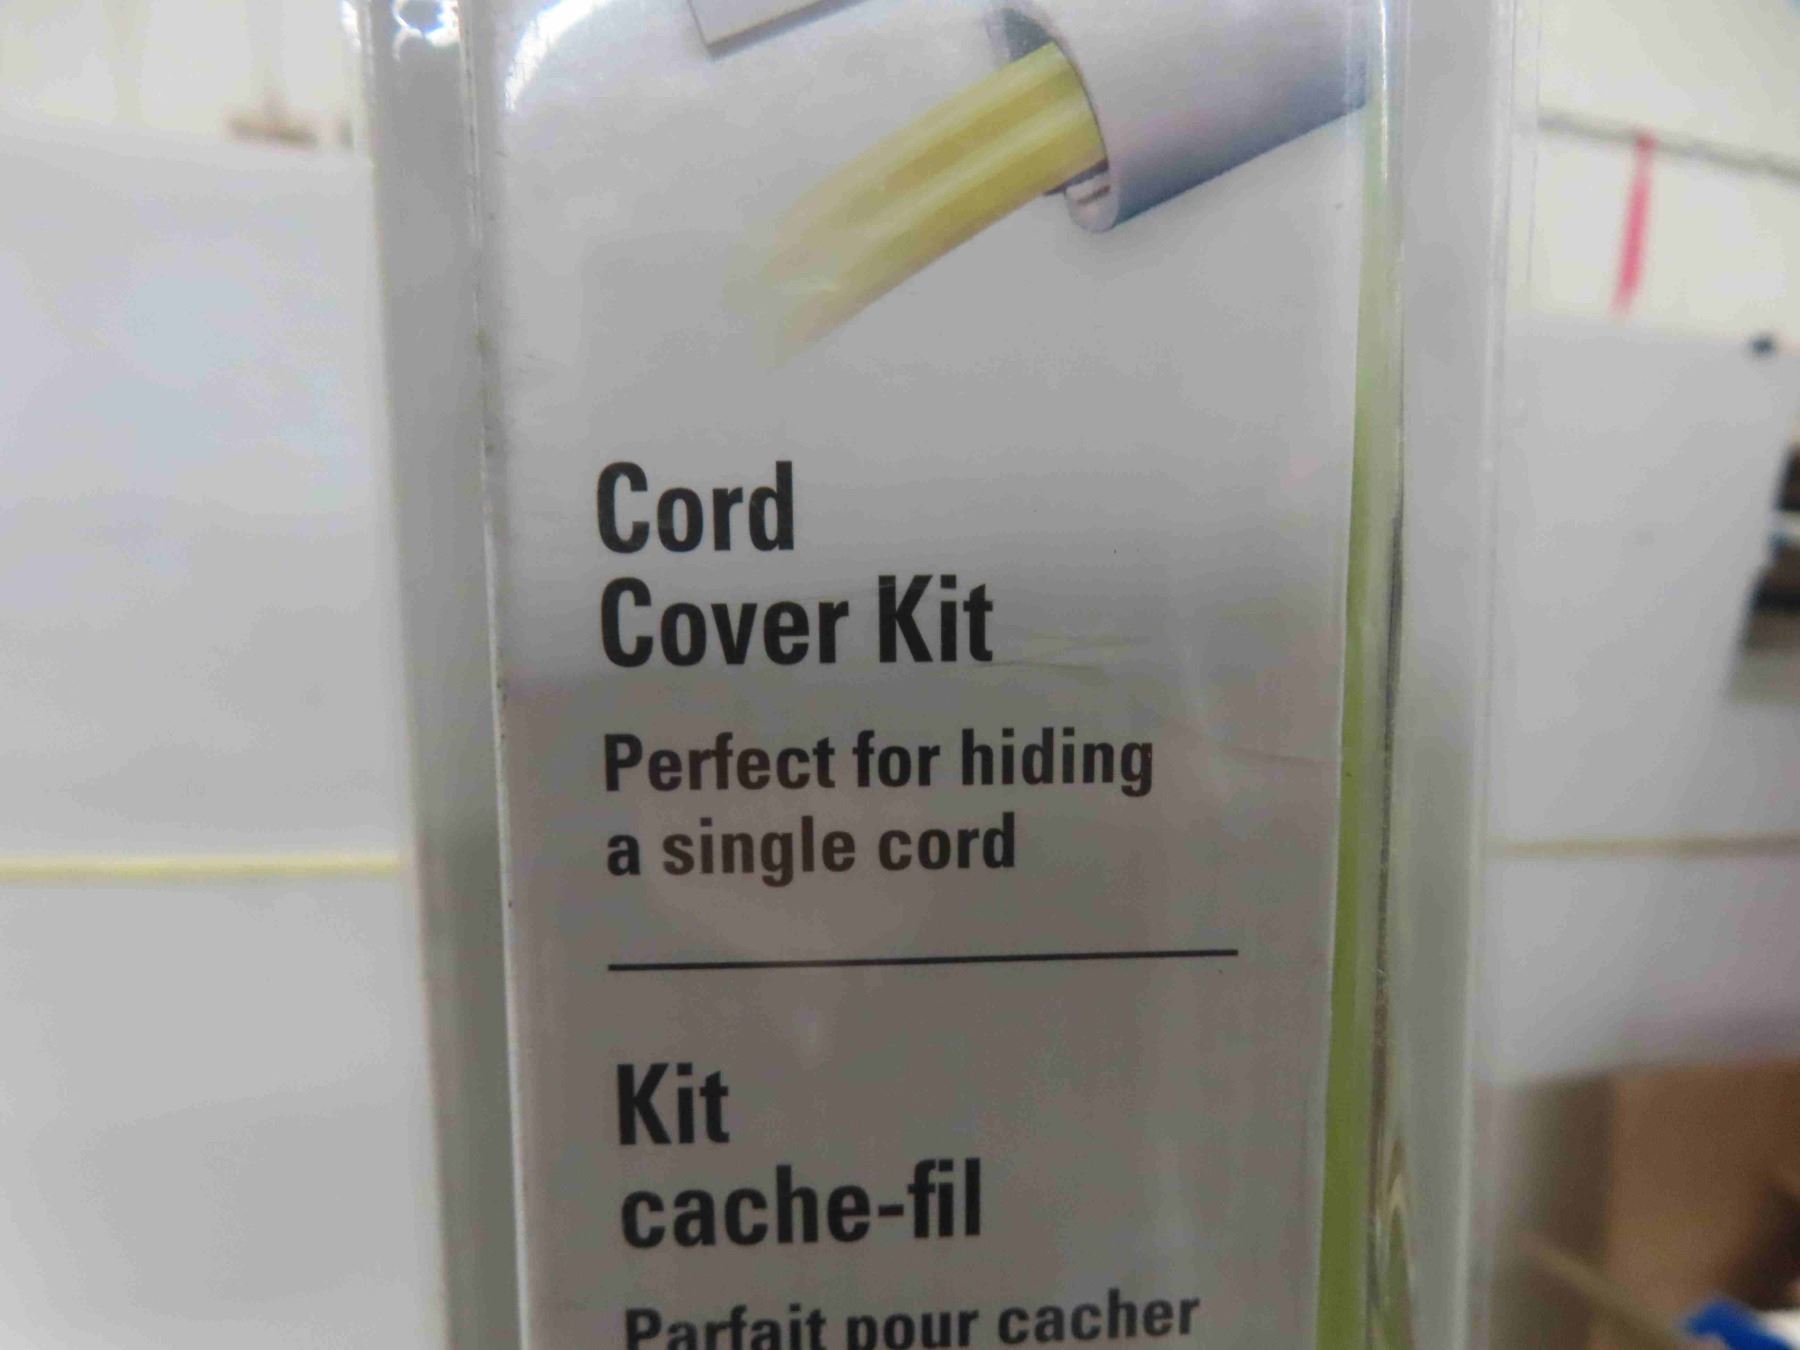 Cord
Cover Kit
Perfect for hiding
a single cord
Kit
cache-fil
Parfait pour cacher